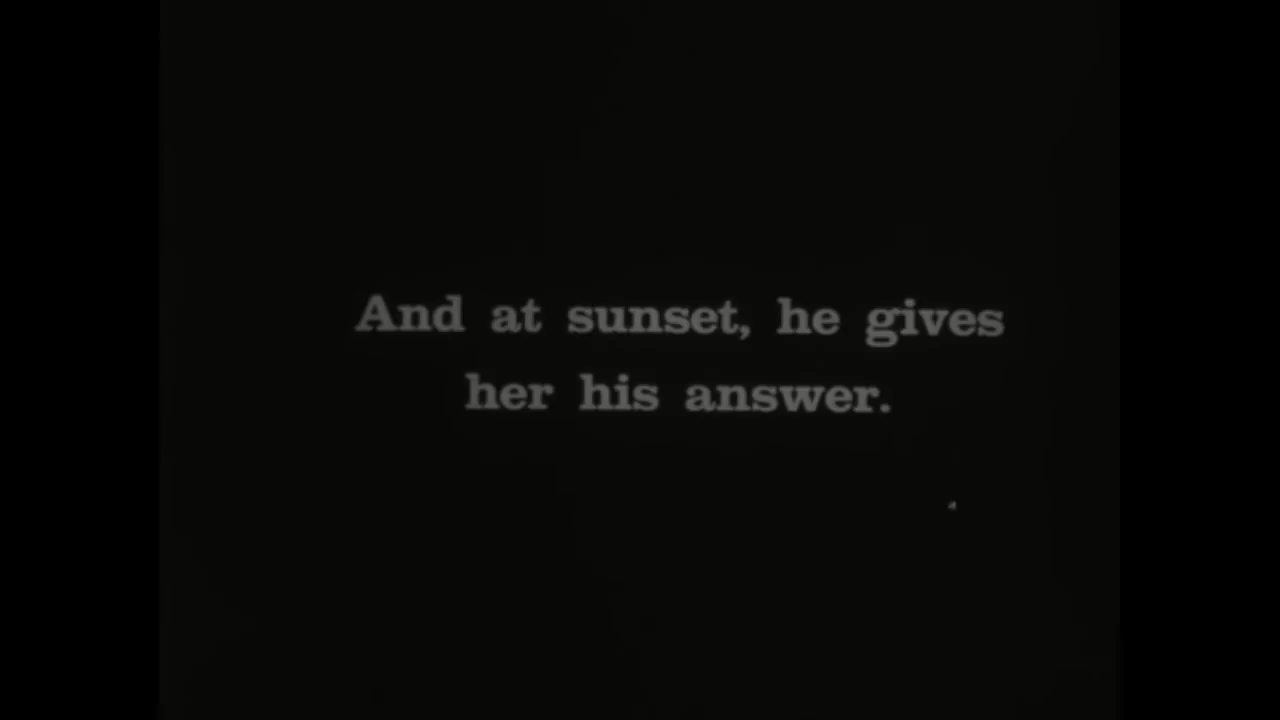 And at sunset, he gives
her his answer.